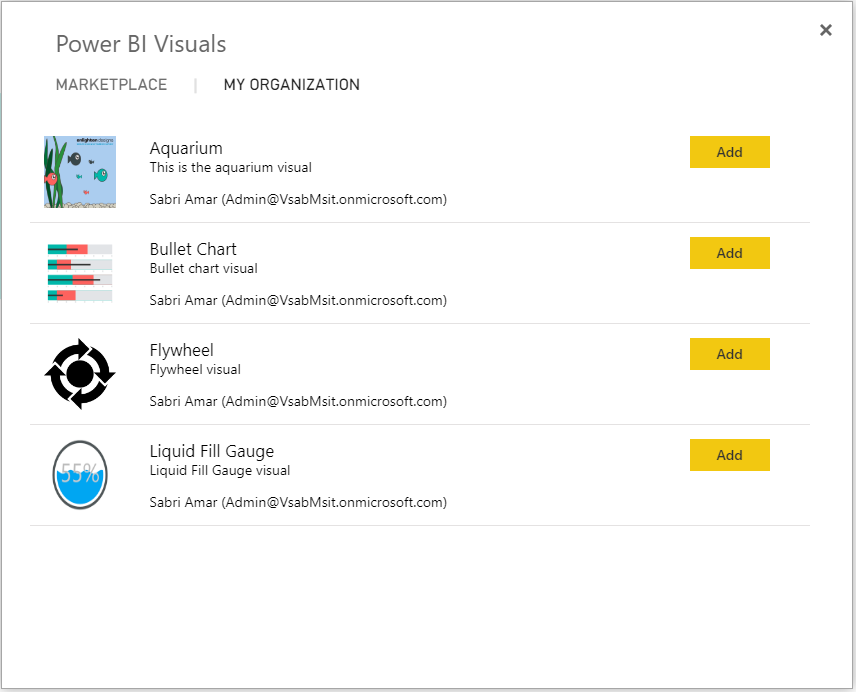 Power BI Visuals
MARKETPLACE | MY ORGANIZATION
enlighten designs
Aquarium
This is the aquarium visual
Sabri Amar (Admin@VsabMsit.onmicrosoft.com)
Add
Bullet Chart
Bullet chart visual
Sabri Amar (Admin@VsabMsit.onmicrosoft.com)
Add
Flywheel
Flywheel visual
Sabri Amar (Admin@VsabMsit.onmicrosoft.com)
Add
55%
Liquid Fill Gauge
Liquid Fill Gauge visual
Sabri Amar (Admin@VsabMsit.onmicrosoft.com)
Add